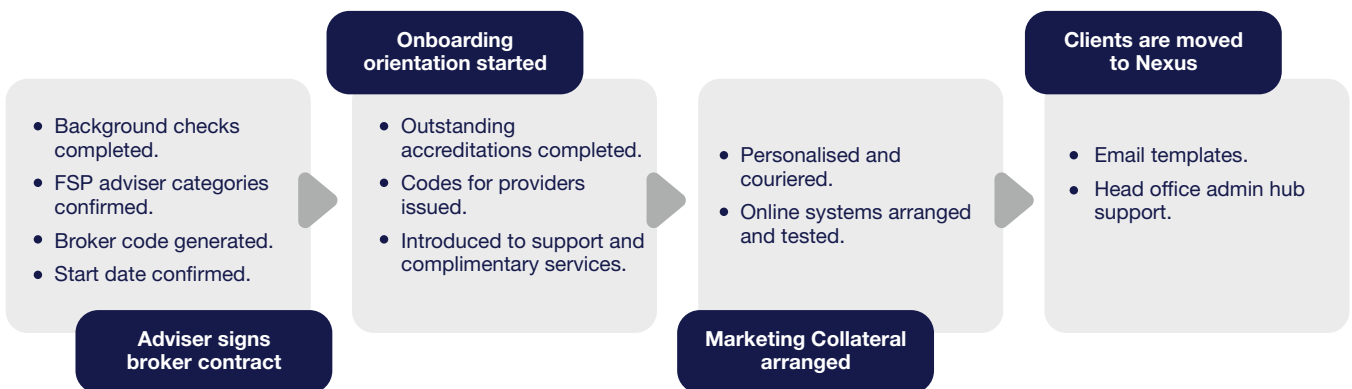 Background checks
completed.
FSP adviser categories
confirmed.
Broker code generated.
Start date confirmed.
Adviser signs
broker contract
Onboarding
orientation started
Outstanding
accreditations completed.
Codes for providers
issued.
Introduced to support and
complimentary services.
Personalised and
couriered.
Online systems arranged
and tested.
Marketing Collateral
arranged
Clients are moved
to Nexus
Email templates.
Head office admin hub
support.